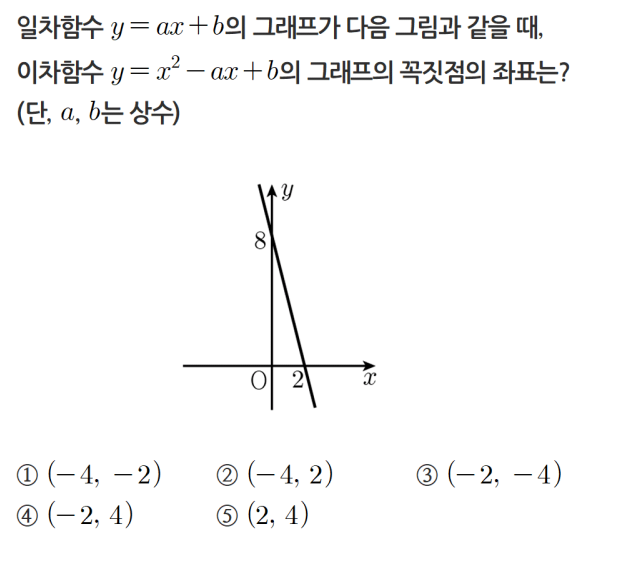 일차함수 y = ax + b의 그래프가 다음 그림과 같을 때,
이차함수 y = x² − ax + b의 그래프의 꼭짓점의 좌표는?
(단, a, b는 상수)
y
8
O 2 x
① (−4, −2) ② (−4, 2) ③ (−2, −4)
④ (−2, 4) ⑤ (2, 4)